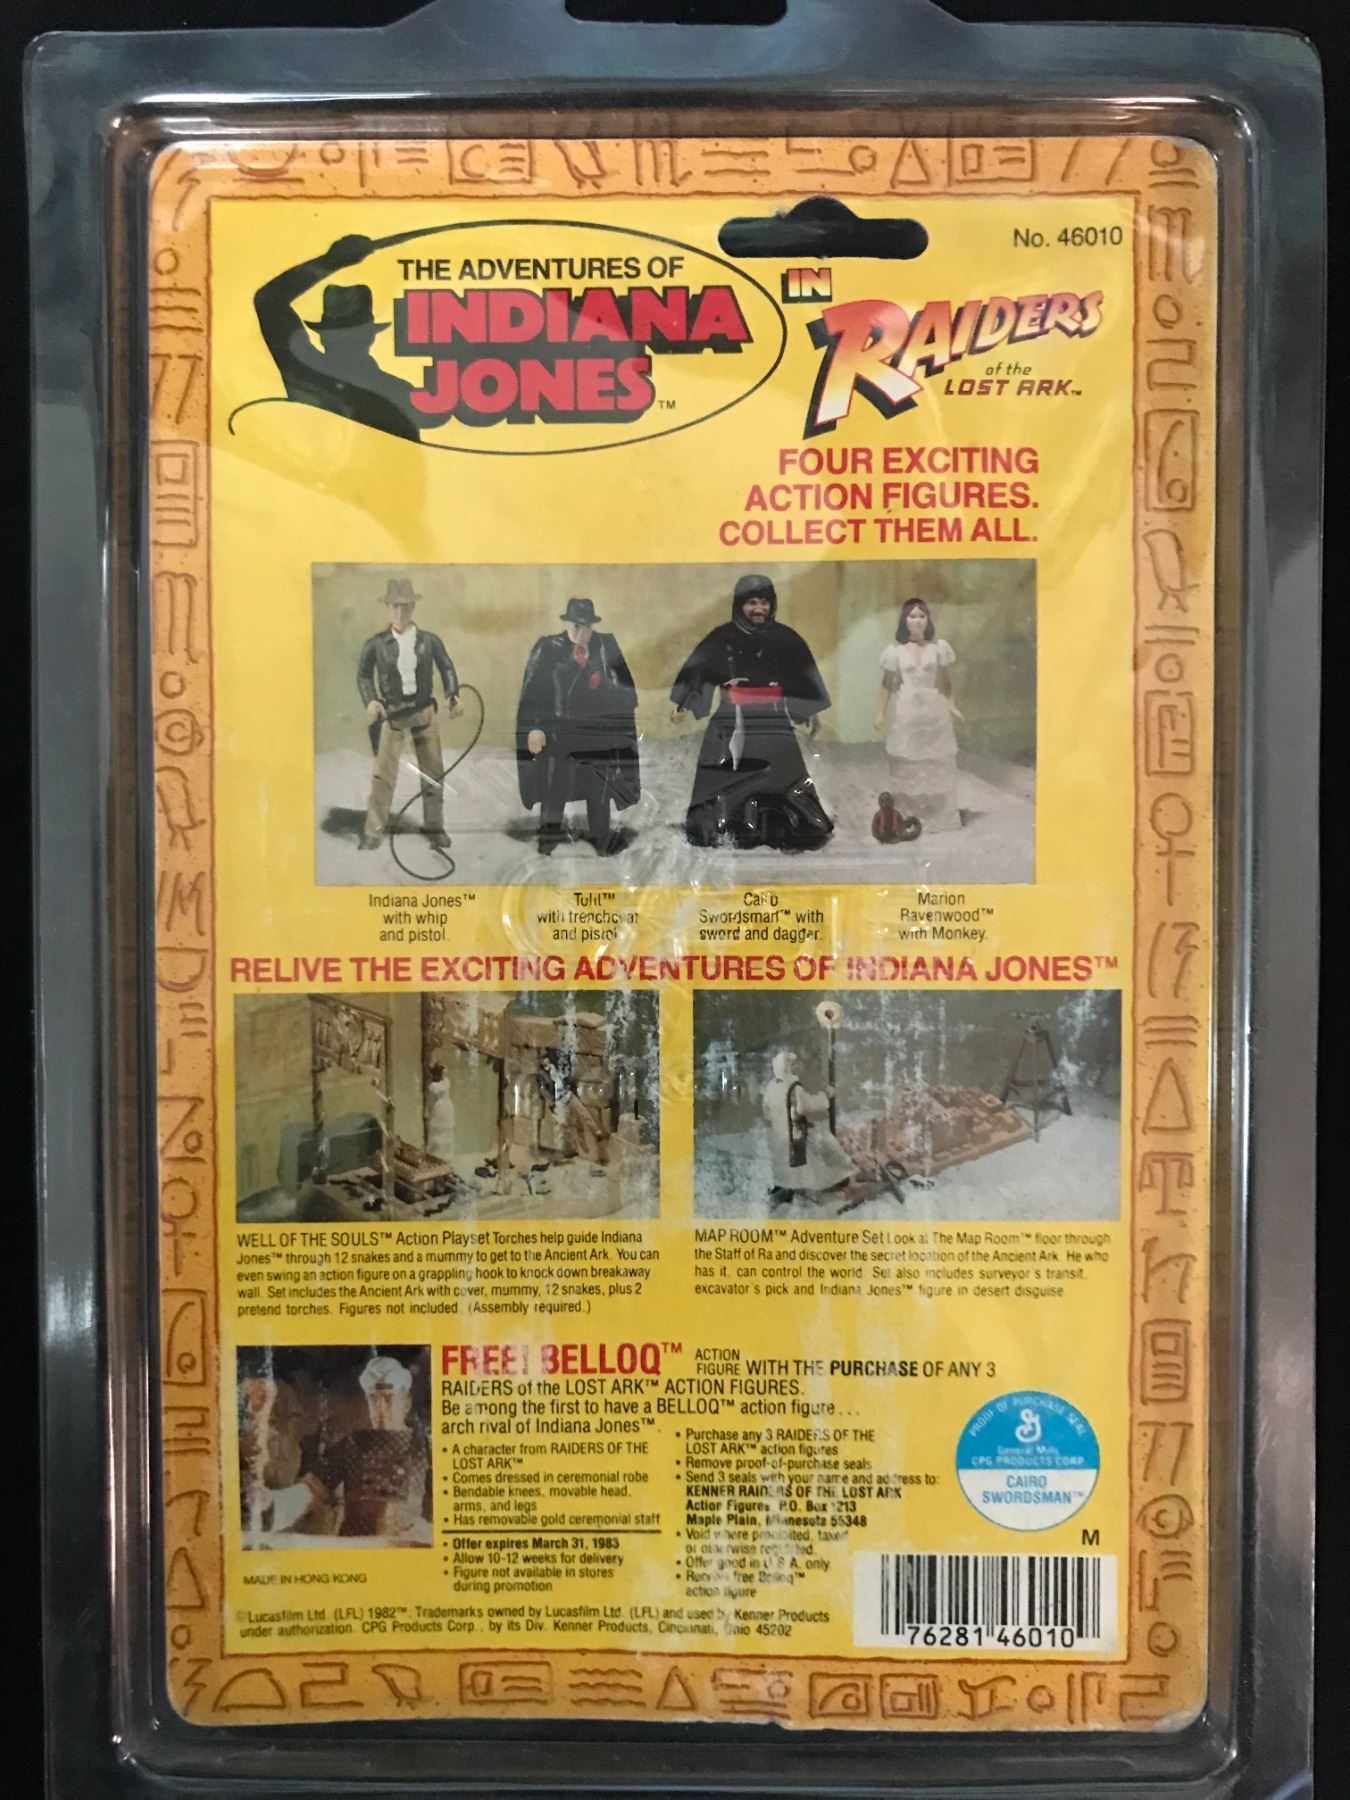 No. 46010
THE ADVENTURES OF
INDIANA
JONES™
IN
RAIDERS
of the
LOST ARK™
FOUR EXCITING
ACTION FIGURES.
COLLECT THEM ALL.
Indiana Jones™
with whip
and pistol.
Toht™
with trenchcoat
and pistol
Cairo
Swordsman™ with
sword and dagger.
Marion
Ravenwood™
with Monkey.
RELIVE THE EXCITING ADVENTURES OF INDIANA JONES™
WELL OF THE SOULS™ Action Playset Torches help guide Indiana
Jones™ through 12 snakes and a mummy to get to the Ancient Ark. You can
even swing an action figure on a grappling hook to knock down breakaway
wall. Set includes the Ancient Ark with cover, mummy, 12 snakes, plus 2
pretend torches. Figures not included. (Assembly required.)
MAP ROOM™ Adventure Set Look at The Map Room™ floor through
the Staff of Ra and discover the secret location of the Ancient Ark. He who
has it, can control the world. Set also includes surveyor's transit,
excavator's pick and Indiana Jones™ figure in desert disguise.
FREE! BELLOQ™ ACTION
FIGURE WITH THE PURCHASE OF ANY 3
RAIDERS of the LOST ARK™ ACTION FIGURES.
Be among the first to have a BELLOQ™ action figure...
arch rival of Indiana Jones™.
• A character from RAIDERS OF THE
LOST ARK™
• Comes dressed in ceremonial robe
• Bendable knees, movable head,
arms, and legs
• Has removable gold ceremonial staff
• Offer expires March 31, 1983
• Allow 10-12 weeks for delivery
• Figure not available in stores
during promotion
• Purchase any 3 RAIDERS OF THE
LOST ARK™ action figures
• Remove proof-of-purchase seals
• Send 3 seals with your name and address to:
KENNER RAIDERS OF THE LOST ARK
Action Figures P.O. Box 1213
Maple Plain, Minnesota 55348
• Void where prohibited, taxed
or otherwise restricted.
• Offer good in U.S.A. only
• Receive free Belloq™
action figure
PROOF OF PURCHASE SEAL
General Mills
CPG PRODUCTS CORP
CAIRO
SWORDSMAN™
M
MADE IN HONG KONG
© Lucasfilm Ltd. (LFL) 1982™. Trademarks owned by Lucasfilm Ltd. (LFL) and used by Kenner Products
under authorization. CPG Products Corp., by its Div. Kenner Products, Cincinnati, Ohio 45202
76281 46010